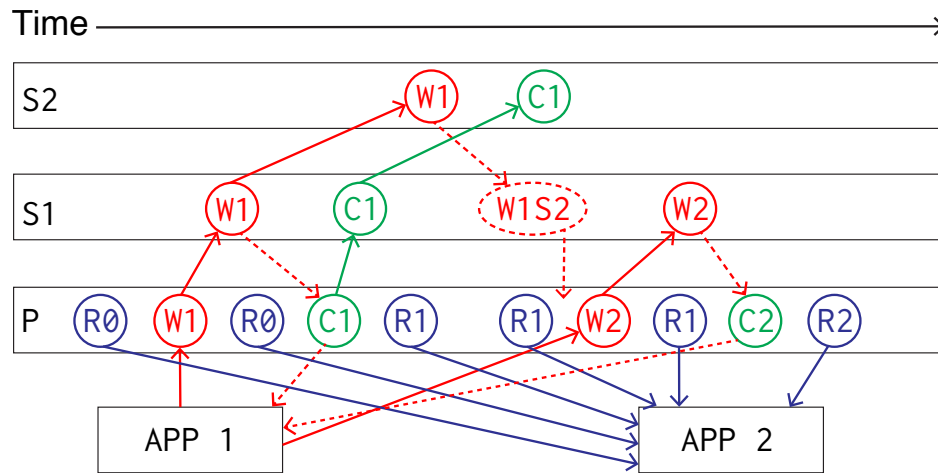 Time
S2 W1 C1
S1 W1 C1 W1S2 W2
P R0 W1 R0 C1 R1 R1 W2 R1 C2 R2
APP 1 APP 2